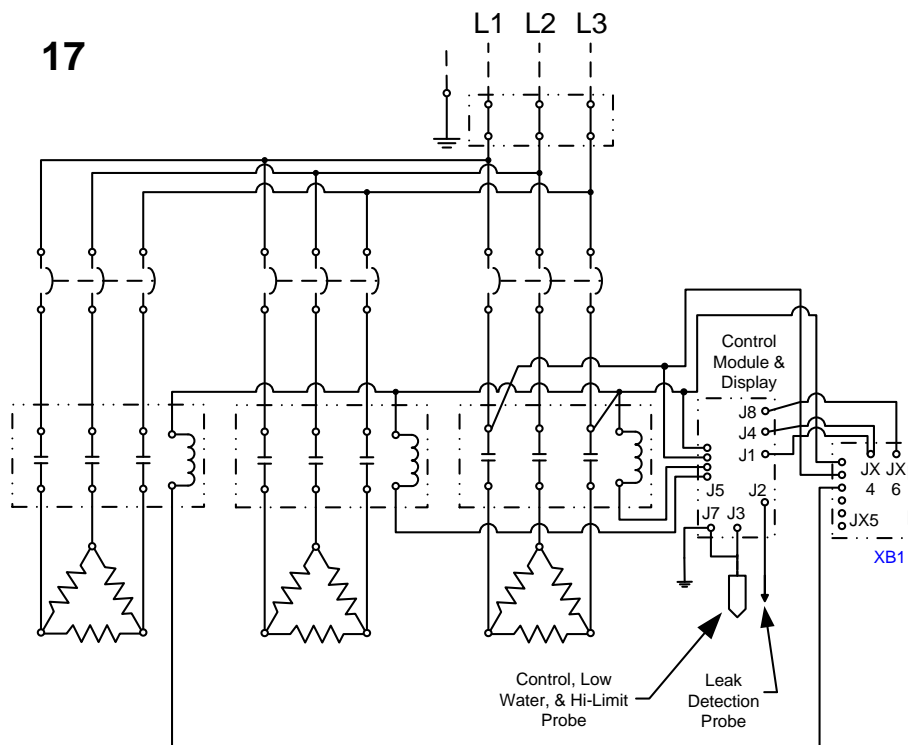 17
L1 L2 L3
Control
Module &
Display
J8
J4
J1
J5
J2
J7 J3
JX
4
JX
6
JX5
XB1
Control, Low
Water, & Hi-Limit
Probe
Leak
Detection
Probe